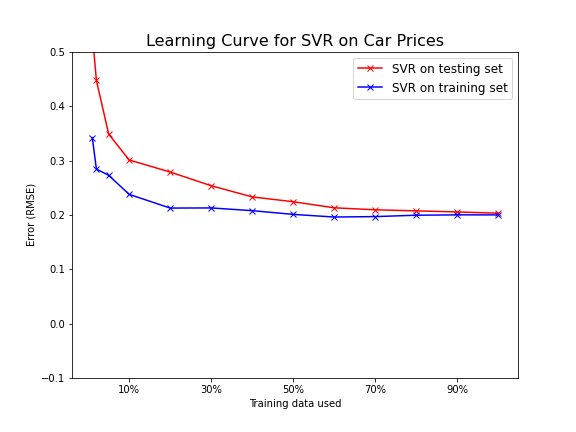 Learning Curve for SVR on Car Prices
SVR on testing set
SVR on training set
Error (RMSE)
0.5
0.4
0.3
0.2
0.1
0.0
−0.1
10%
30%
50%
70%
90%
Training data used